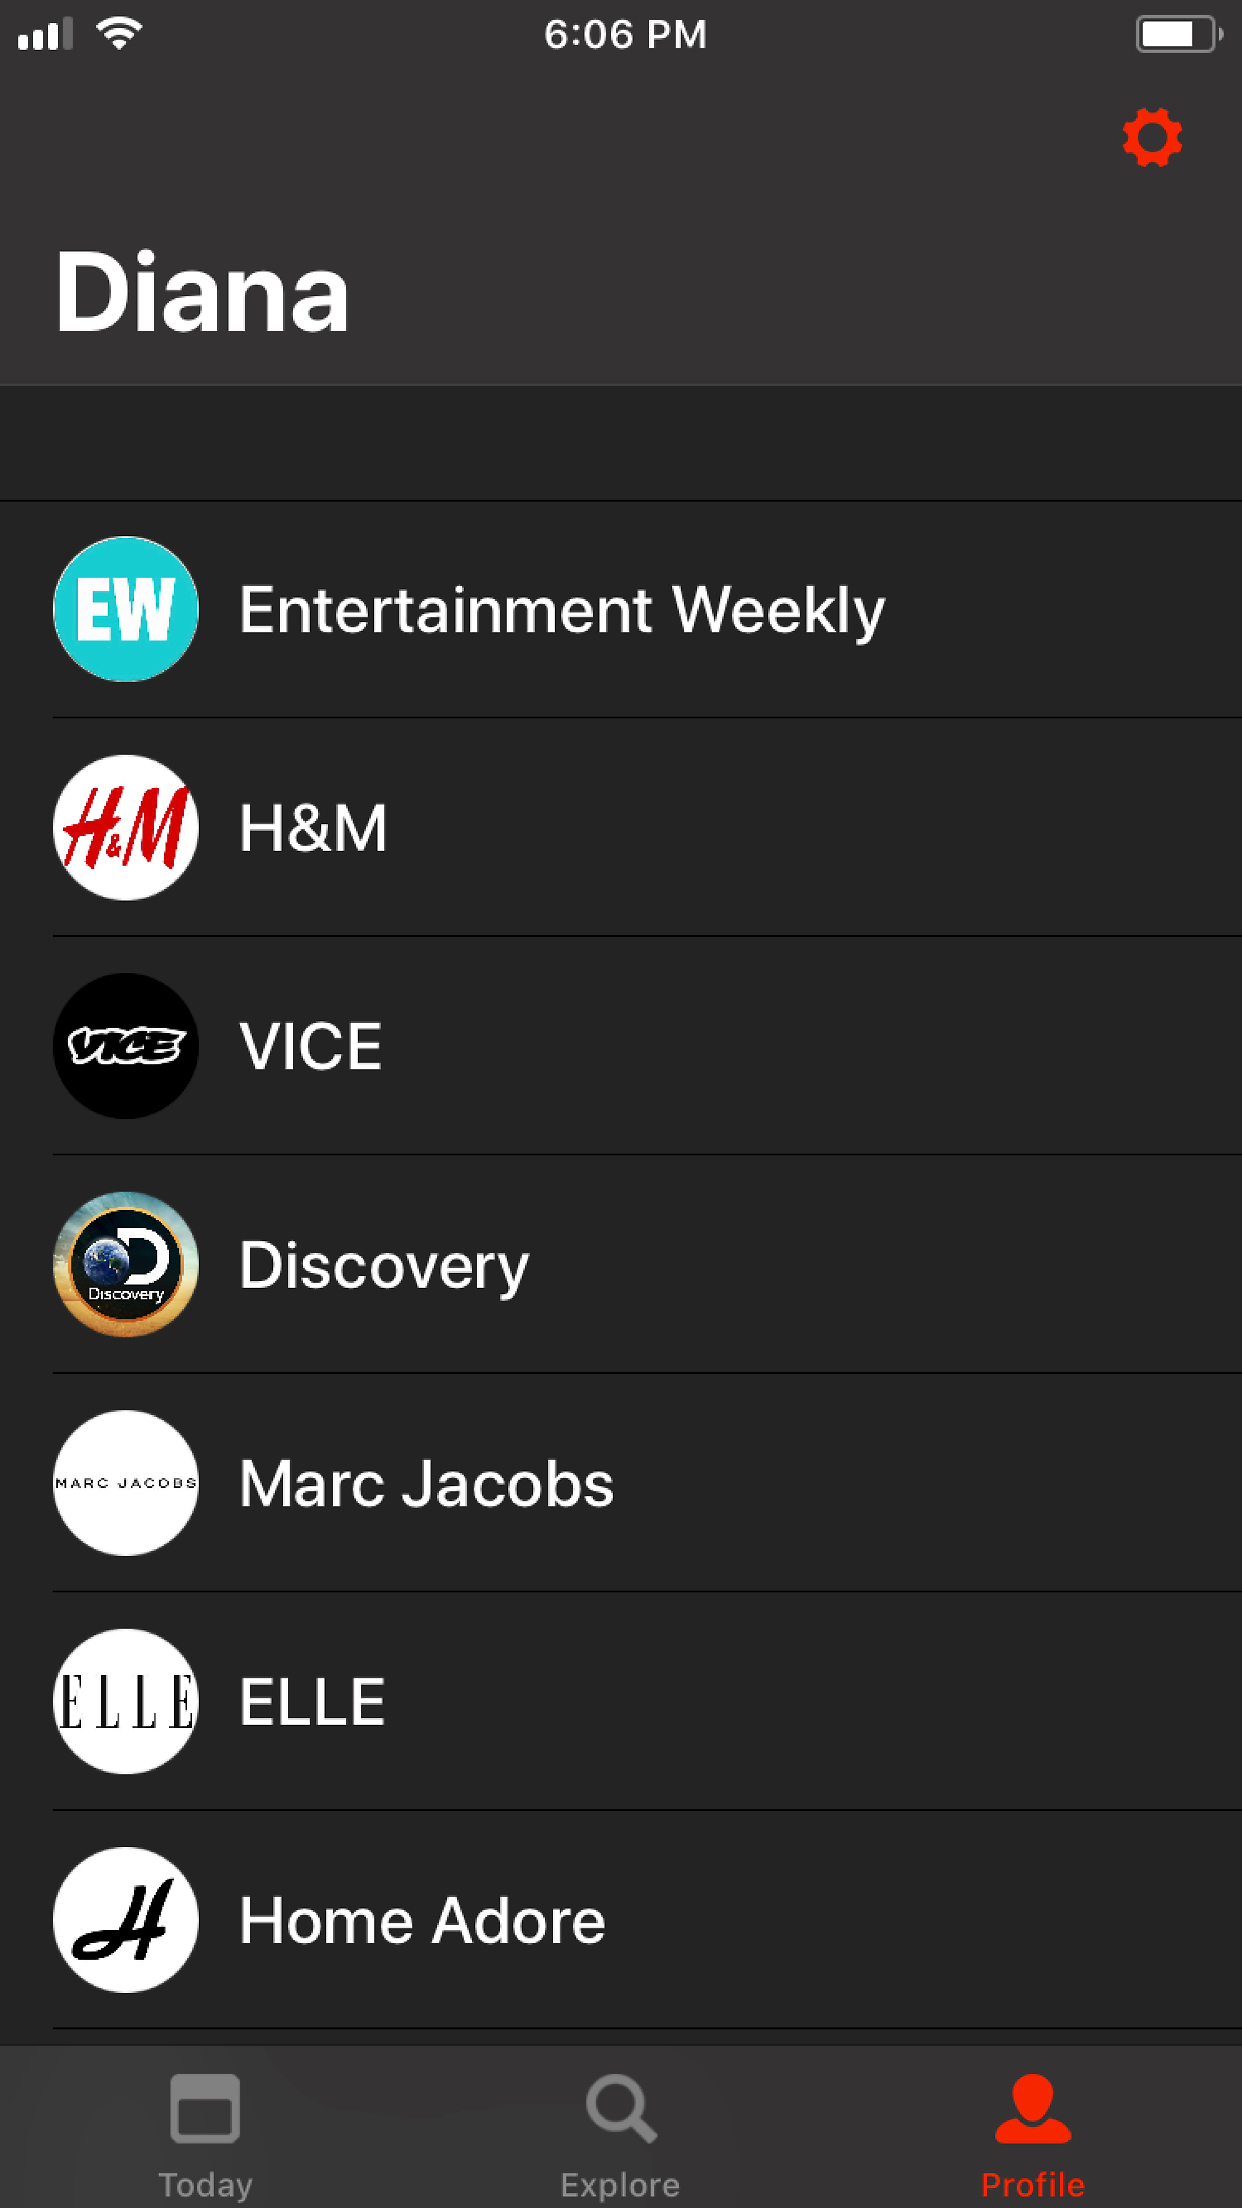 6:06 PM
Diana
EW
Entertainment Weekly
H&M
H&M
VICE
VICE
Discovery
Discovery
MARC JACOBS
Marc Jacobs
ELLE
ELLE
H
Home Adore
Today
Explore
Profile